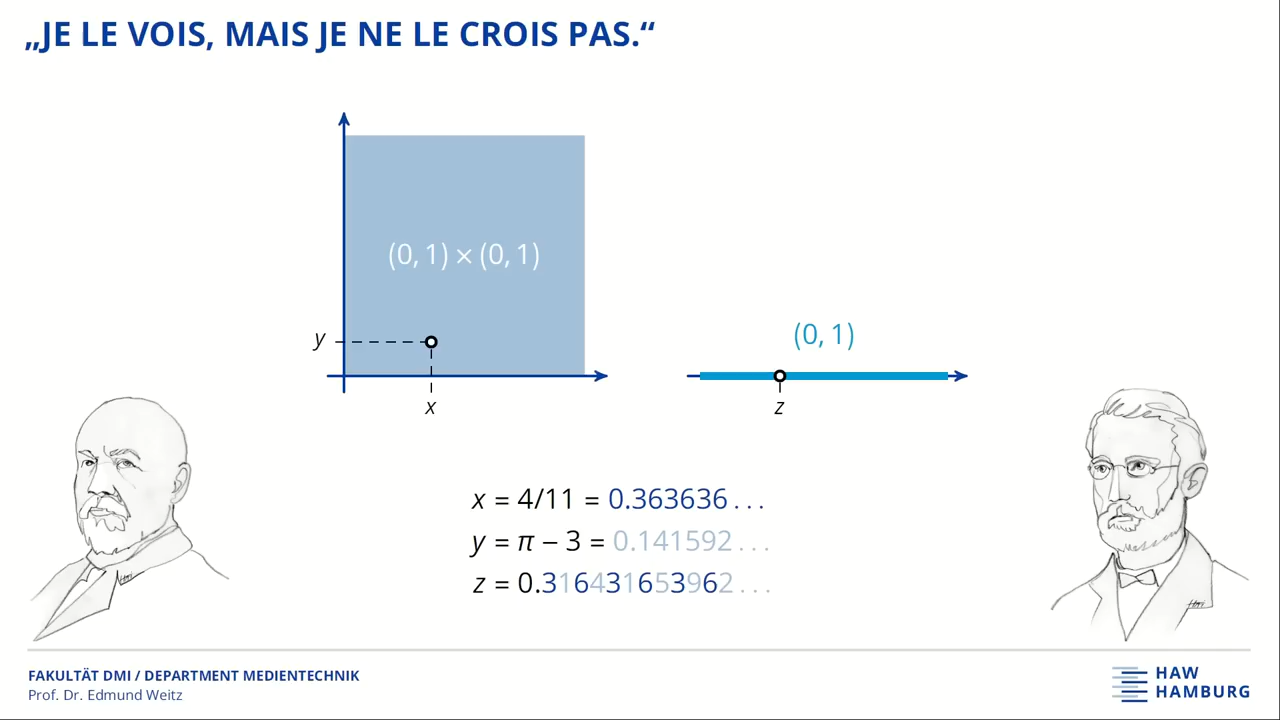 „JE LE VOIS, MAIS JE NE LE CROIS PAS.“
(0, 1) × (0, 1)
y
x
(0, 1)
z
x = 4/11 = 0.363636 . . .
y = π − 3 = 0.141592 . . .
z = 0.316431653962 . . .
FAKULTÄT DMI / DEPARTMENT MEDIENTECHNIK
Prof. Dr. Edmund Weitz
HAW
HAMBURG